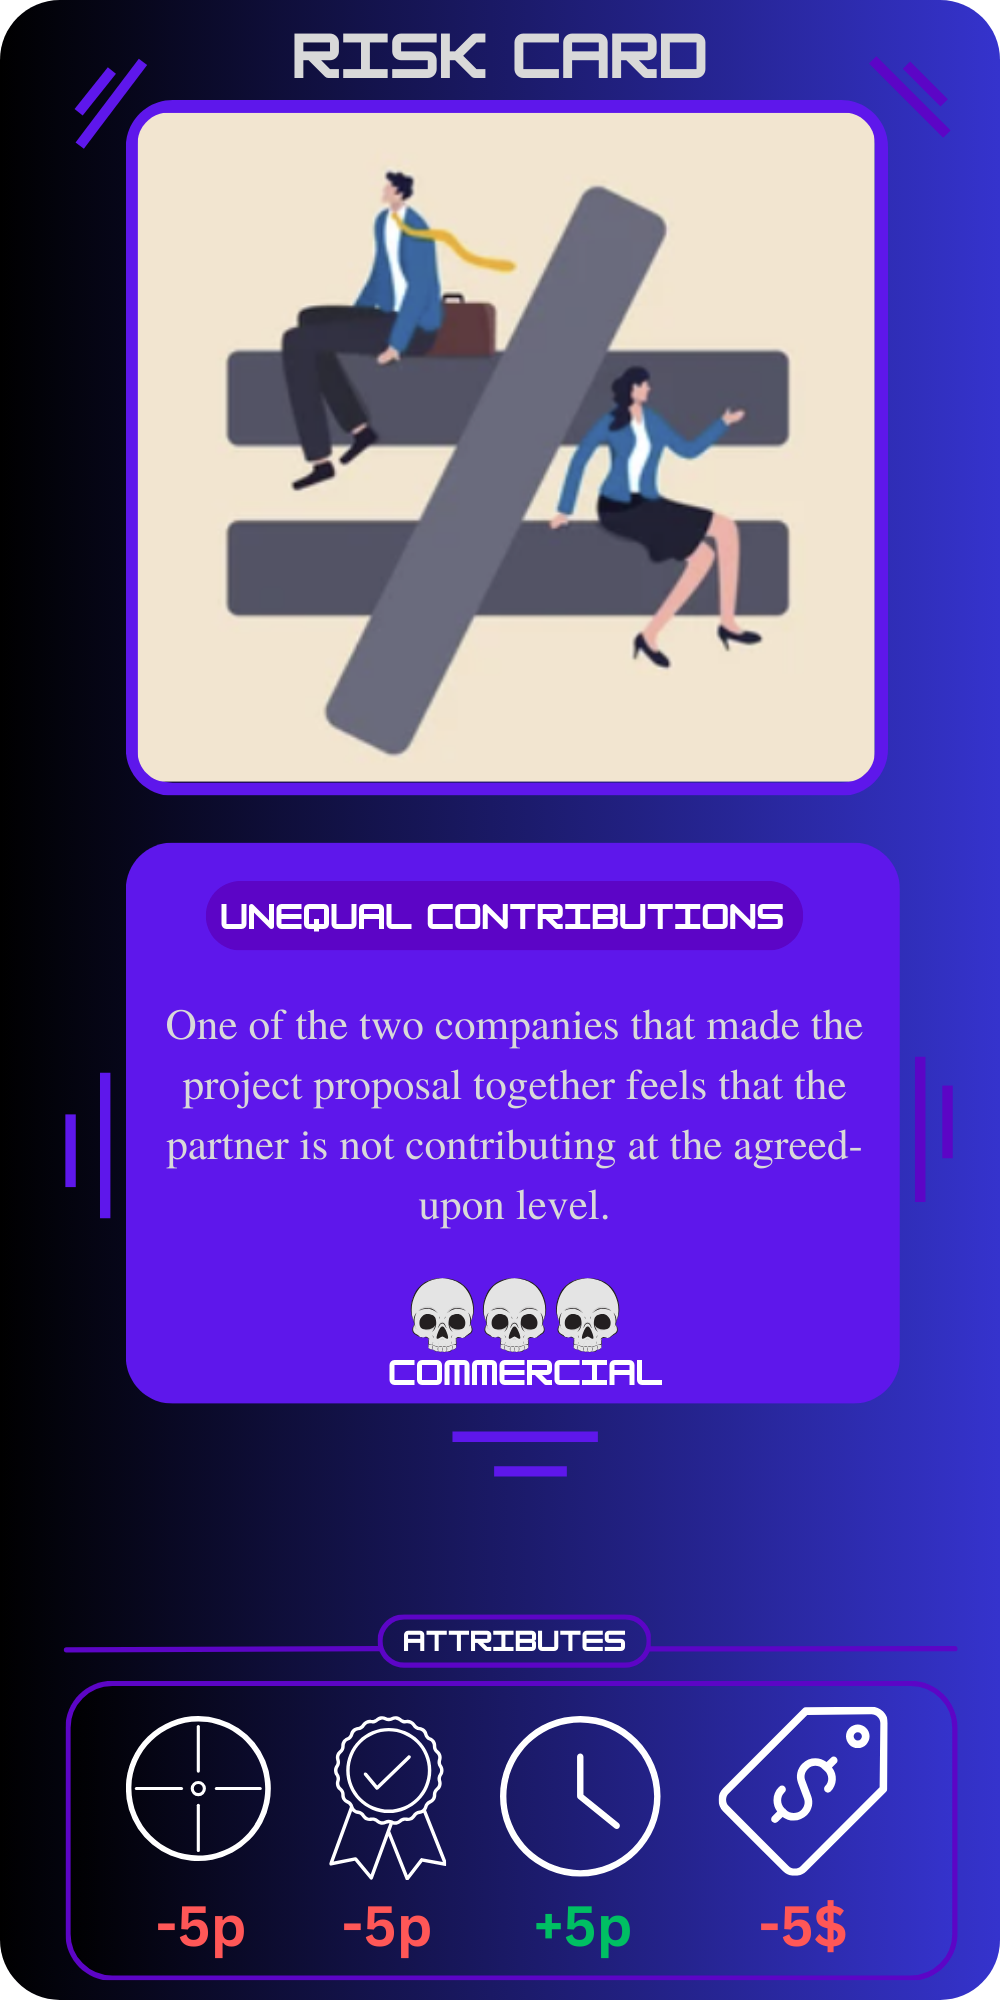 RISK CARD
UNEQUAL CONTRIBUTIONS
One of the two companies that made the
project proposal together feels that the
partner is not contributing at the agreed-
upon level.
COMMERCIAL
ATTRIBUTES
-5p -5p +5p -5$